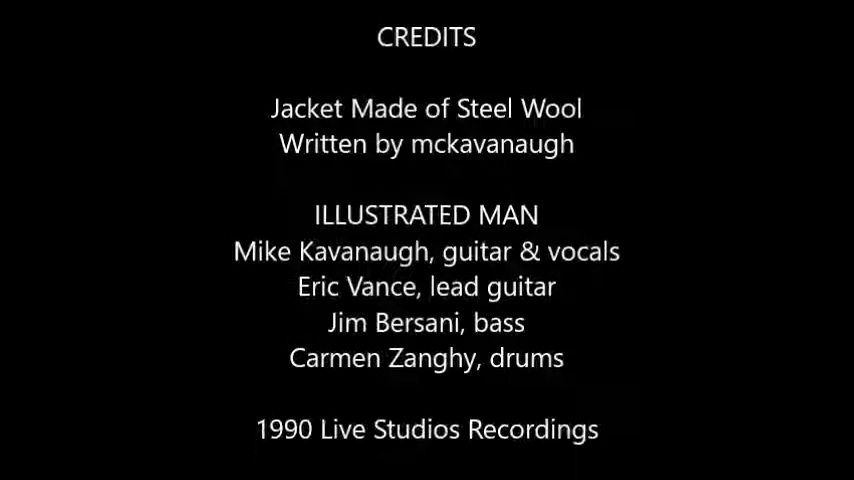 CREDITS
Jacket Made of Steel Wool
Written by mckavanaugh
ILLUSTRATED MAN
Mike Kavanaugh, guitar & vocals
Eric Vance, lead guitar
Jim Bersani, bass
Carmen Zanghy, drums
1990 Live Studios Recordings